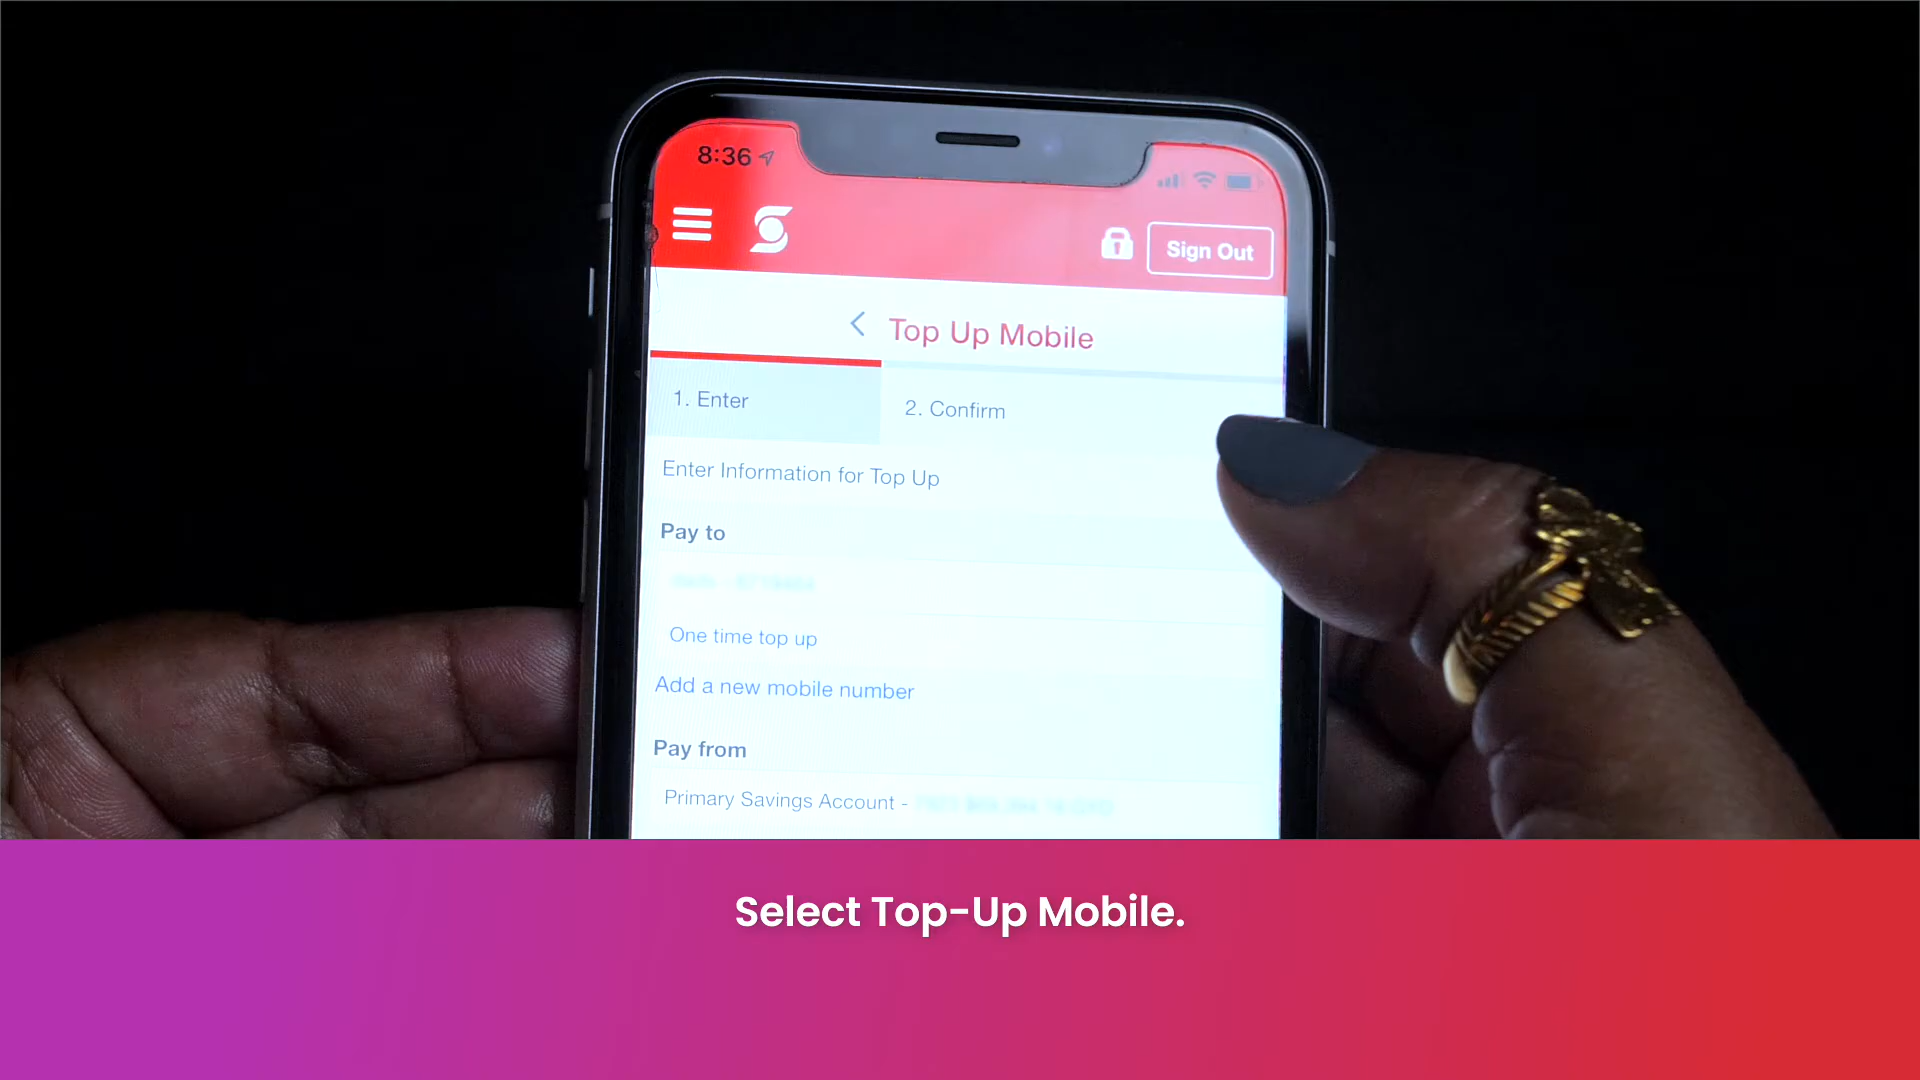 8:36
Sign Out
Top Up Mobile
1. Enter
2. Confirm
Enter Information for Top Up
Pay to
One time top up
Add a new mobile number
Pay from
Primary Savings Account -
Select Top-Up Mobile.